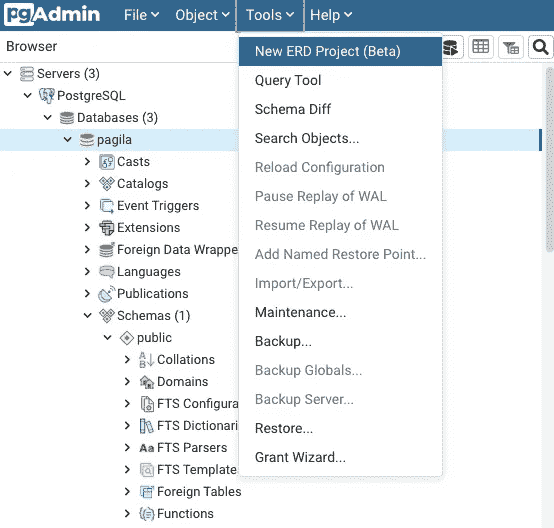 pgAdmin File Object Tools Help
Browser
Servers (3)
PostgreSQL
Databases (3)
pagila
Casts
Catalogs
Event Triggers
Extensions
Foreign Data Wrappe
Languages
Publications
Schemas (1)
public
Collations
Domains
FTS Configura
FTS Dictionari
Aa FTS Parsers
FTS Template
Foreign Tables
Functions
New ERD Project (Beta)
Query Tool
Schema Diff
Search Objects...
Reload Configuration
Pause Replay of WAL
Resume Replay of WAL
Add Named Restore Point...
Import/Export...
Maintenance...
Backup...
Backup Globals...
Backup Server...
Restore...
Grant Wizard...